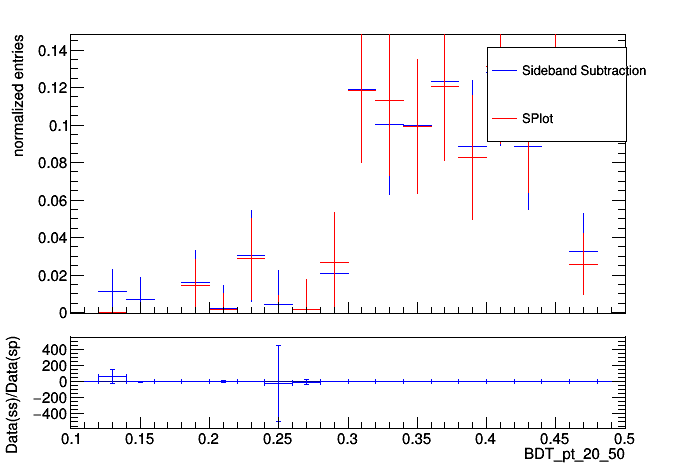 normalized entries
0.14
0.12
0.1
0.08
0.06
0.04
0.02
0
Sideband Subtraction
SPlot
Data(ss)/Data(sp)
400
200
0
−200
−400
0.1 0.15 0.2 0.25 0.3 0.35 0.4 0.45 0.5
BDT_pt_20_50